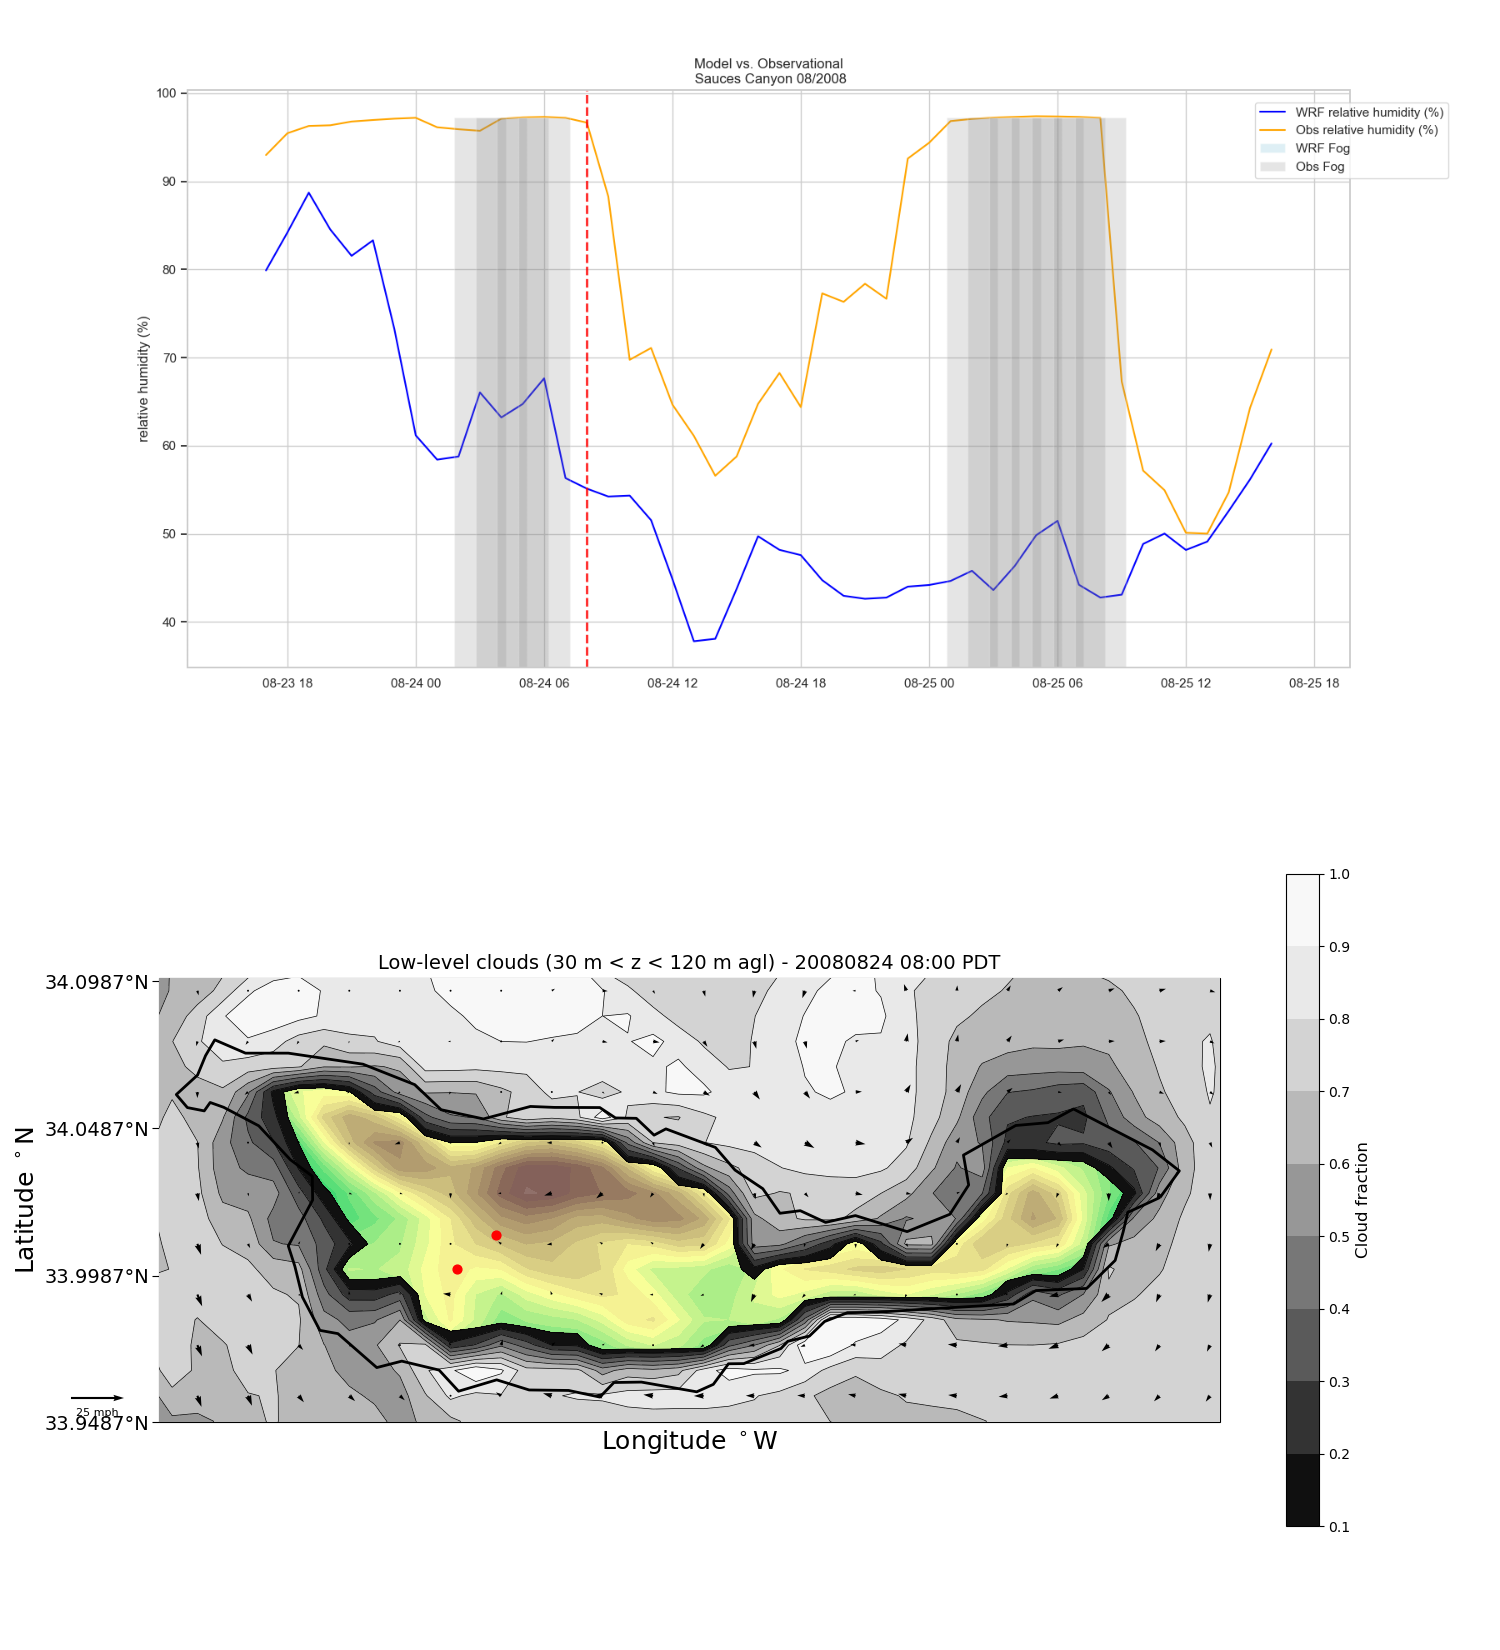 Model vs. Observational
Sauces Canyon 08/2008
100
90
80
70
60
50
40
relative humidity (%)
WRF relative humidity (%)
Obs relative humidity (%)
WRF Fog
Obs Fog
08-23 18
08-24 00
08-24 06
08-24 12
08-24 18
08-25 00
08-25 06
08-25 12
08-25 18
Low-level clouds (30 m < z < 120 m agl) - 20080824 08:00 PDT
34.0987°N
34.0487°N
33.9987°N
33.9487°N
Latitude °N
25 mph
Longitude °W
1.0
0.9
0.8
0.7
0.6
0.5
0.4
0.3
0.2
0.1
Cloud fraction